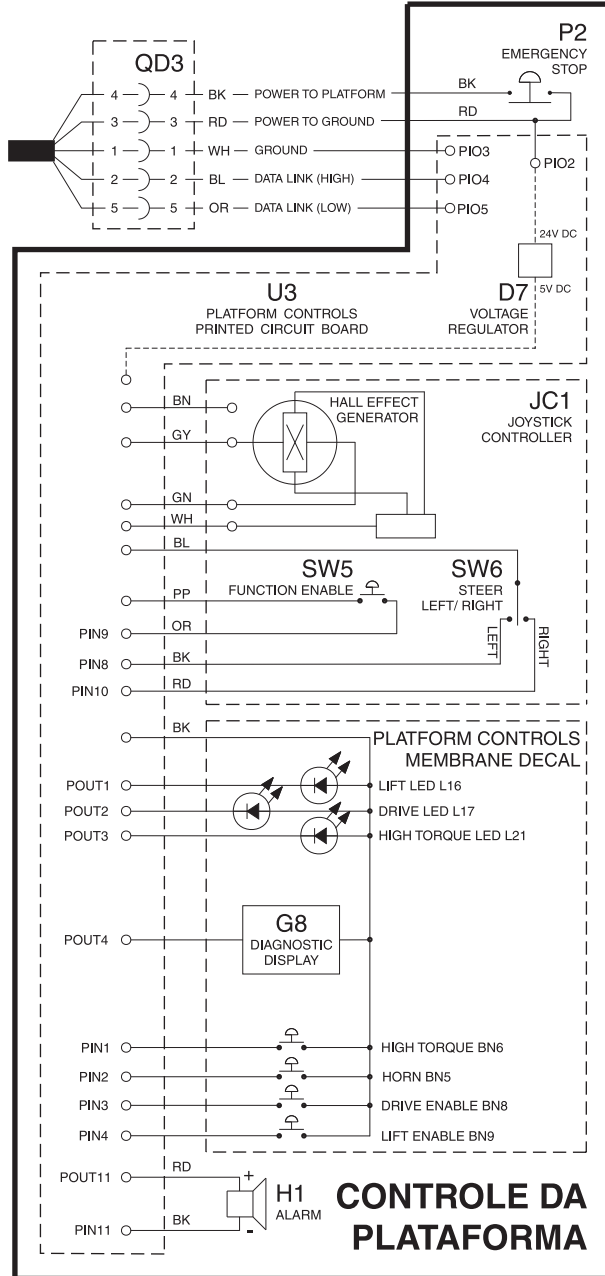 P2
EMERGENCY
STOP
QD3
4 4 BK POWER TO PLATFORM BK
3 3 RD POWER TO GROUND RD
1 1 WH GROUND PIO3
PIO2
2 2 BL DATA LINK (HIGH) PIO4
5 5 OR DATA LINK (LOW) PIO5
24V DC
U3
PLATFORM CONTROLS
PRINTED CIRCUIT BOARD
D7
5V DC
VOLTAGE
REGULATOR
BN
HALL EFFECT
GENERATOR
JC1
JOYSTICK
CONTROLLER
GY
GN
WH
BL
SW5
FUNCTION ENABLE
SW6
STEER
LEFT/ RIGHT
PP
PIN9 OR
LEFT
RIGHT
PIN8 BK
PIN10 RD
BK
PLATFORM CONTROLS
MEMBRANE DECAL
POUT1 LIFT LED L16
POUT2 DRIVE LED L17
POUT3 HIGH TORQUE LED L21
POUT4
G8
DIAGNOSTIC
DISPLAY
PIN1 HIGH TORQUE BN6
PIN2 HORN BN5
PIN3 DRIVE ENABLE BN8
PIN4 LIFT ENABLE BN9
POUT11 RD
+
H1
ALARM
-
PIN11 BK
CONTROLE DA
PLATAFORMA